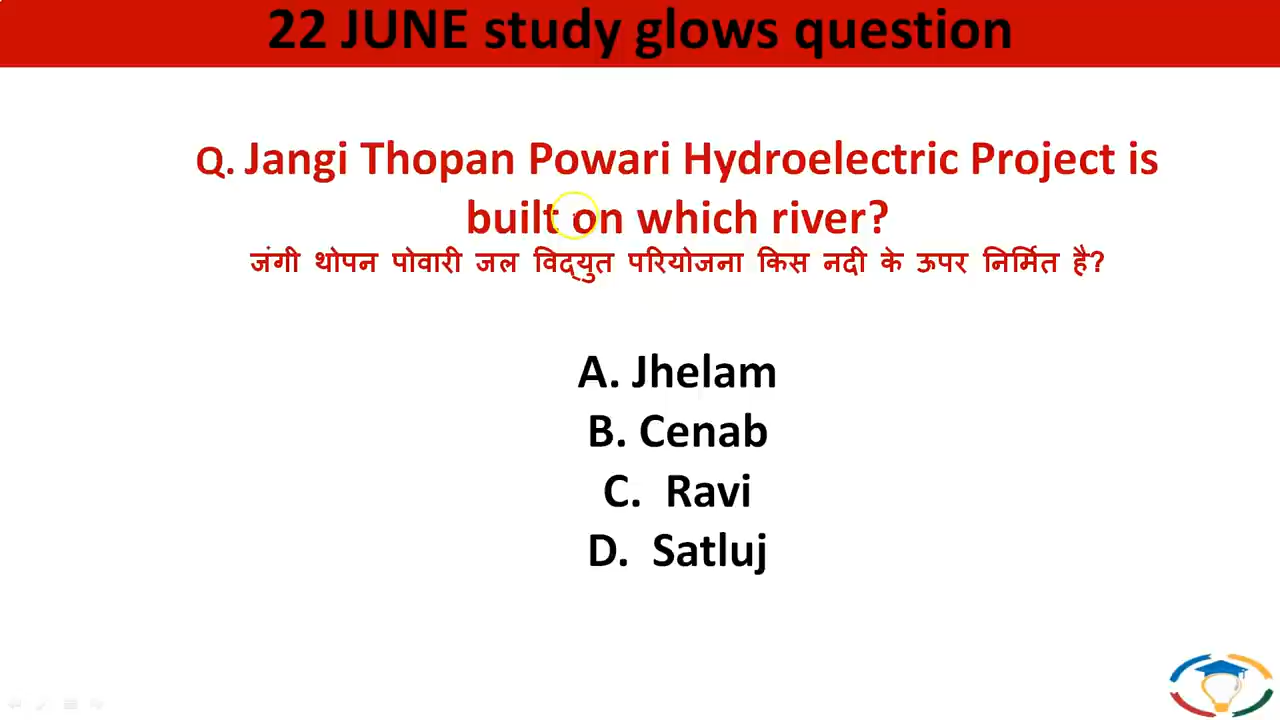 22 JUNE study glows question
Q. Jangi Thopan Powari Hydroelectric Project is
built on which river?
जंगी थोपन पोवारी जल विद्युत परियोजना किस नदी के ऊपर निर्मित है?
A. Jhelam
B. Cenab
C. Ravi
D. Satluj